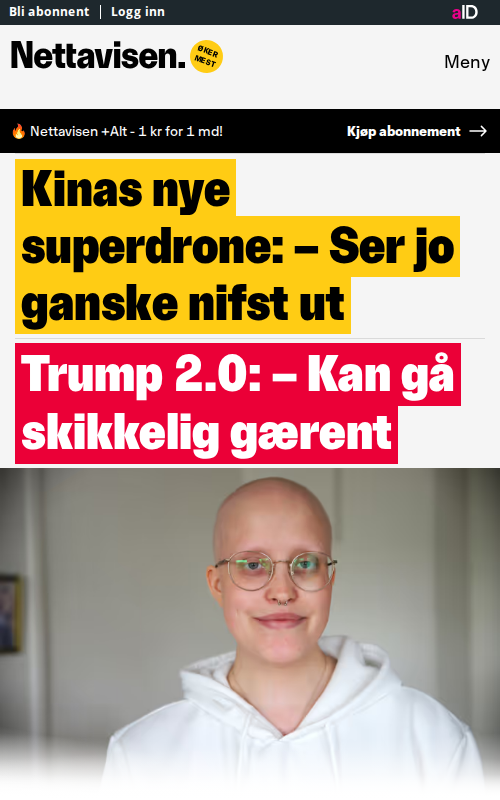 Bli abonnent | Logg inn
aID
Nettavisen.
ØKER
MEST
Meny
🔥 Nettavisen +Alt - 1 kr for 1 md!
Kjøp abonnement →
Kinas nye
superdrone: – Ser jo
ganske nifst ut
Trump 2.0: – Kan gå
skikkelig gærent